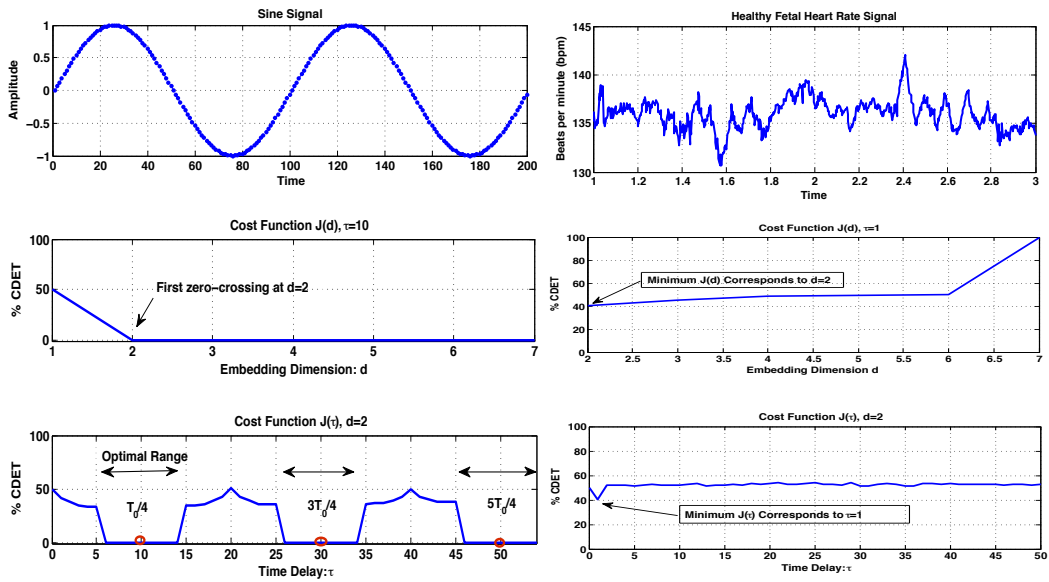 Sine Signal
1
0.5
0
−0.5
−1
Amplitude
0 20 40 60 80 100 120 140 160 180 200
Time
Healthy Fetal Heart Rate Signal
145
140
135
130
Beats per minute (bpm)
1 1.2 1.4 1.6 1.8 2 2.2 2.4 2.6 2.8 3
Time
Cost Function J(d), τ=10
100
50
0
% CDET
First zero−crossing at d=2
1 2 3 4 5 6 7
Embedding Dimension: d
Cost Function J(d), τ=1
100
80
60
40
20
0
% CDET
Minimum J(d) Corresponds to d=2
2 2.5 3 3.5 4 4.5 5 5.5 6 6.5 7
Embedding Dimension d
Cost Function J(τ), d=2
100
50
0
% CDET
Optimal Range
T₀/4
3T₀/4
5T₀/4
0 5 10 15 20 25 30 35 40 45 50
Time Delay:τ
Cost Function J(τ), d=2
100
80
60
40
20
0
% CDET
Minimum J(τ) Corresponds to τ=1
0 5 10 15 20 25 30 35 40 45 50
Time Delay:τ